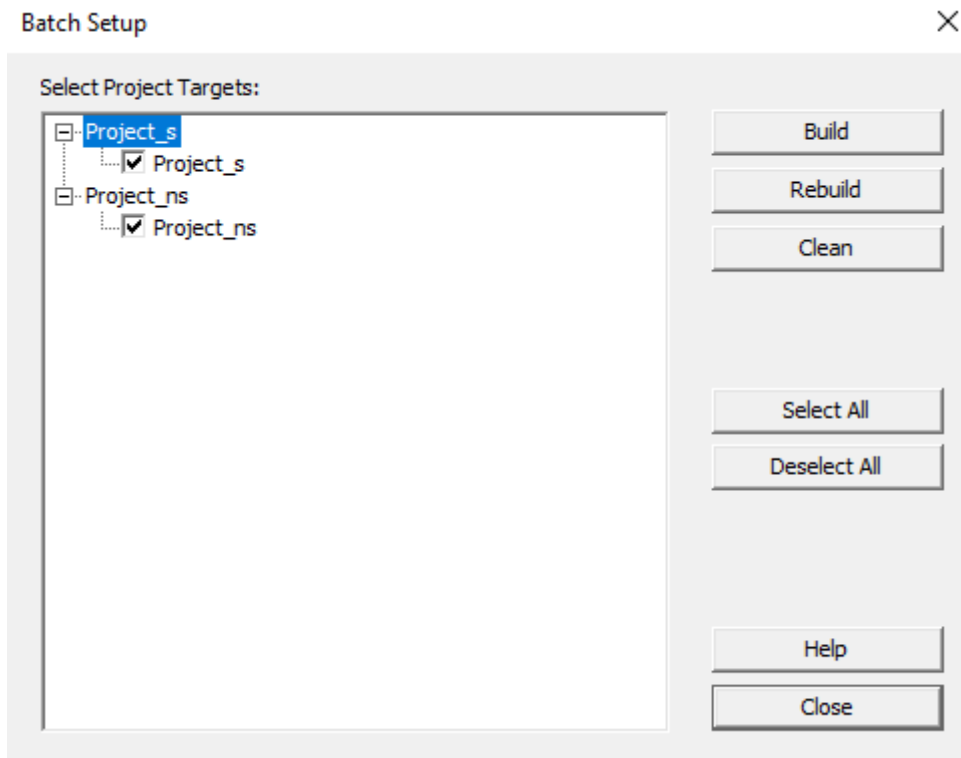 Batch Setup
Select Project Targets:
Project_s
Project_s
Project_ns
Project_ns
Build
Rebuild
Clean
Select All
Deselect All
Help
Close